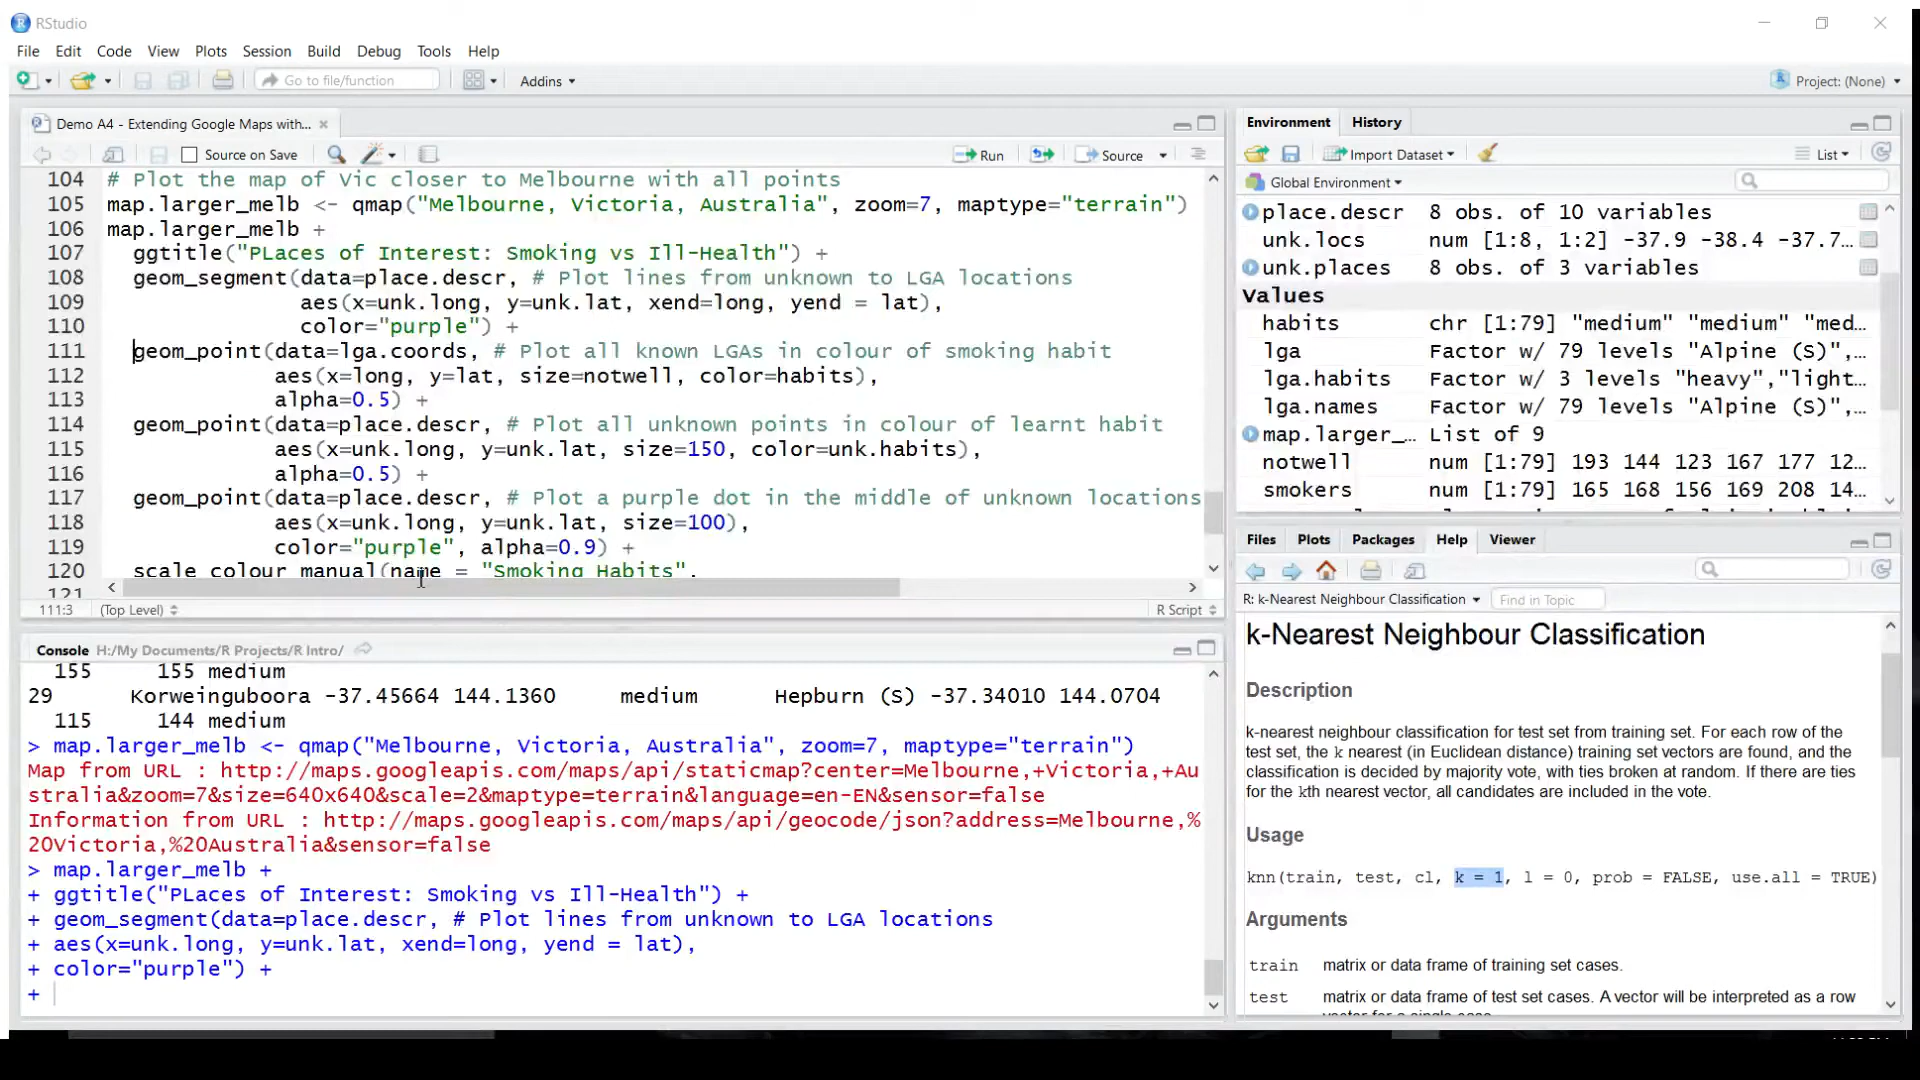 RStudio
File Edit Code View Plots Session Build Debug Tools Help
Go to file/function
Addins
Project: (None)
Demo A4 - Extending Google Maps with...
Source on Save
Run
Source
104 # Plot the map of Vic closer to Melbourne with all points
105 map.larger_melb <- qmap("Melbourne, Victoria, Australia", zoom=7, maptype="terrain")
106 map.larger_melb +
107 ggtitle("PLaces of Interest: Smoking vs Ill-Health") +
108 geom_segment(data=place.descr, # Plot lines from unknown to LGA locations
109 aes(x=unk.long, y=unk.lat, xend=long, yend = lat),
110 color="purple") +
111 geom_point(data=lga.coords, # Plot all known LGAs in colour of smoking habit
112 aes(x=long, y=lat, size=notwell, color=habits),
113 alpha=0.5) +
114 geom_point(data=place.descr, # Plot all unknown points in colour of learnt habit
115 aes(x=unk.long, y=unk.lat, size=150, color=unk.habits),
116 alpha=0.5) +
117 geom_point(data=place.descr, # Plot a purple dot in the middle of unknown locations
118 aes(x=unk.long, y=unk.lat, size=100),
119 color="purple", alpha=0.9) +
120 scale_colour_manual(name = "Smoking Habits",
121
111:3 (Top Level) R Script
Console H:/My Documents/R Projects/R Intro/
155 155 medium
29 Korweinguboora -37.45664 144.1360 medium Hepburn (S) -37.34010 144.0704
115 144 medium
> map.larger_melb <- qmap("Melbourne, Victoria, Australia", zoom=7, maptype="terrain")
Map from URL : http://maps.googleapis.com/maps/api/staticmap?center=Melbourne,+Victoria,+Au
stralia&zoom=7&size=640x640&scale=2&maptype=terrain&language=en-EN&sensor=false
Information from URL : http://maps.googleapis.com/maps/api/geocode/json?address=Melbourne,%
20Victoria,%20Australia&sensor=false
> map.larger_melb +
+ ggtitle("PLaces of Interest: Smoking vs Ill-Health") +
+ geom_segment(data=place.descr, # Plot lines from unknown to LGA locations
+ aes(x=unk.long, y=unk.lat, xend=long, yend = lat),
+ color="purple") +
+
Environment History
Import Dataset
List
Global Environment
place.descr 8 obs. of 10 variables
unk.locs num [1:8, 1:2] -37.9 -38.4 -37.7...
unk.places 8 obs. of 3 variables
Values
habits chr [1:79] "medium" "medium" "med...
lga Factor w/ 79 levels "Alpine (S)",...
lga.habits Factor w/ 3 levels "heavy","light...
lga.names Factor w/ 79 levels "Alpine (S)",...
map.larger_... List of 9
notwell num [1:79] 193 144 123 167 177 12...
smokers num [1:79] 165 168 156 169 208 14...
Files Plots Packages Help Viewer
R: k-Nearest Neighbour Classification
Find in Topic
k-Nearest Neighbour Classification
Description
k-nearest neighbour classification for test set from training set. For each row of the
test set, the k nearest (in Euclidean distance) training set vectors are found, and the
classification is decided by majority vote, with ties broken at random. If there are ties
for the kth nearest vector, all candidates are included in the vote.
Usage
knn(train, test, cl, k = 1, l = 0, prob = FALSE, use.all = TRUE)
Arguments
train matrix or data frame of training set cases.
test matrix or data frame of test set cases. A vector will be interpreted as a row